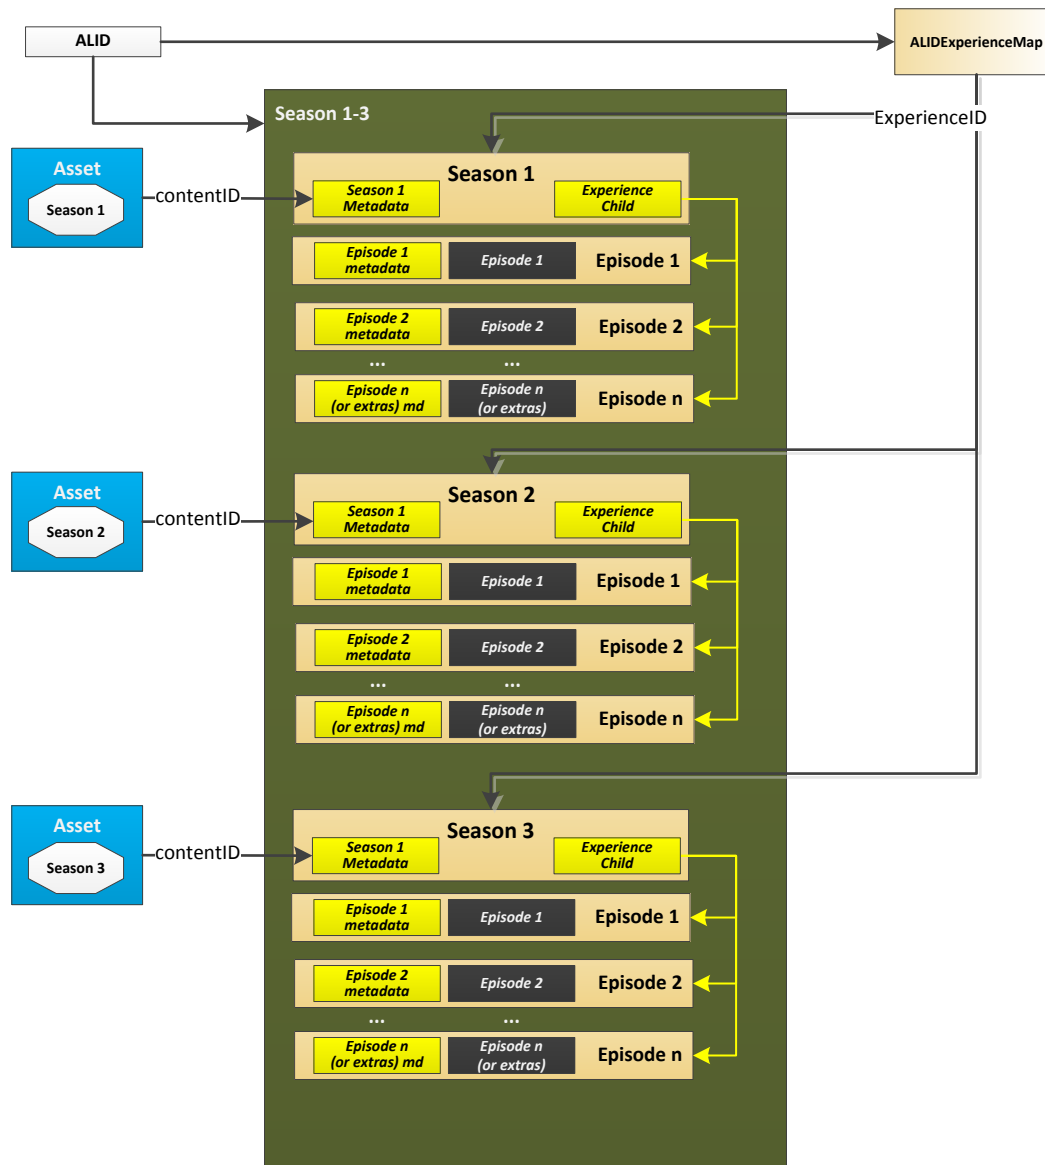 ALID
ALIDExperienceMap
Season 1-3
ExperienceID
Asset
Season 1
contentID
Season 1
Season 1
Metadata
Experience
Child
Episode 1
metadata
Episode 1
Episode 1
Episode 2
metadata
Episode 2
Episode 2
...
...
Episode n
(or extras) md
Episode n
(or extras)
Episode n
Asset
Season 2
contentID
Season 2
Season 1
Metadata
Experience
Child
Episode 1
metadata
Episode 1
Episode 1
Episode 2
metadata
Episode 2
Episode 2
...
...
Episode n
(or extras) md
Episode n
(or extras)
Episode n
Asset
Season 3
contentID
Season 3
Season 1
Metadata
Experience
Child
Episode 1
metadata
Episode 1
Episode 1
Episode 2
metadata
Episode 2
Episode 2
...
...
Episode n
(or extras) md
Episode n
(or extras)
Episode n